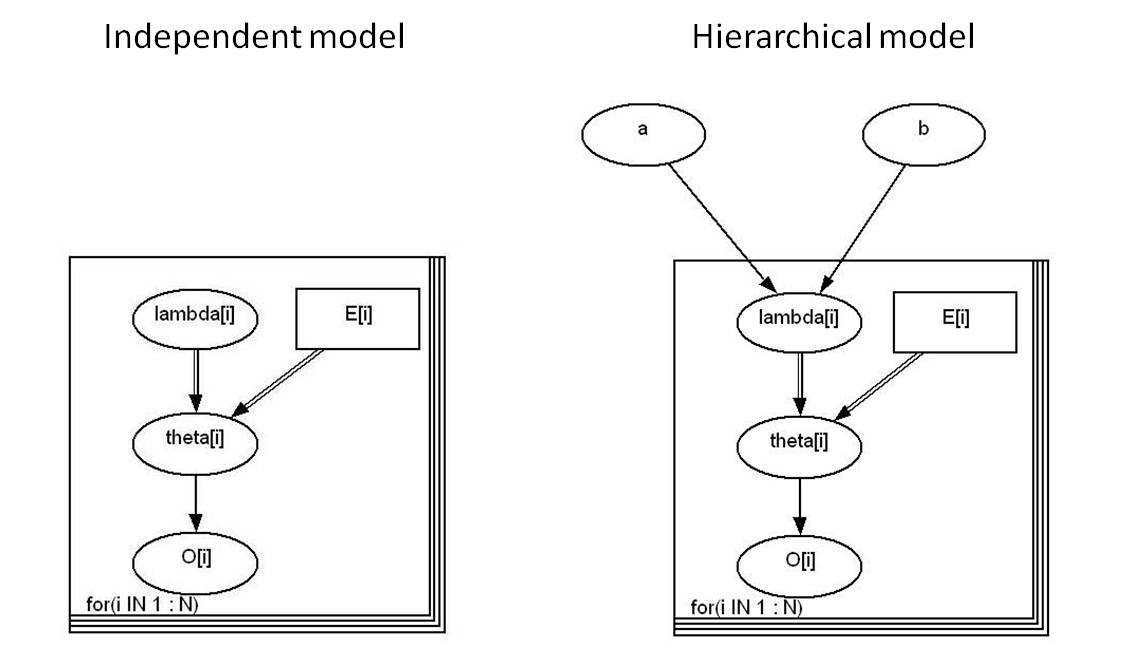 Independent model
lambda[i]
E[i]
theta[i]
O[i]
for(i IN 1 : N)
Hierarchical model
a
b
lambda[i]
E[i]
theta[i]
O[i]
for(i IN 1 : N)